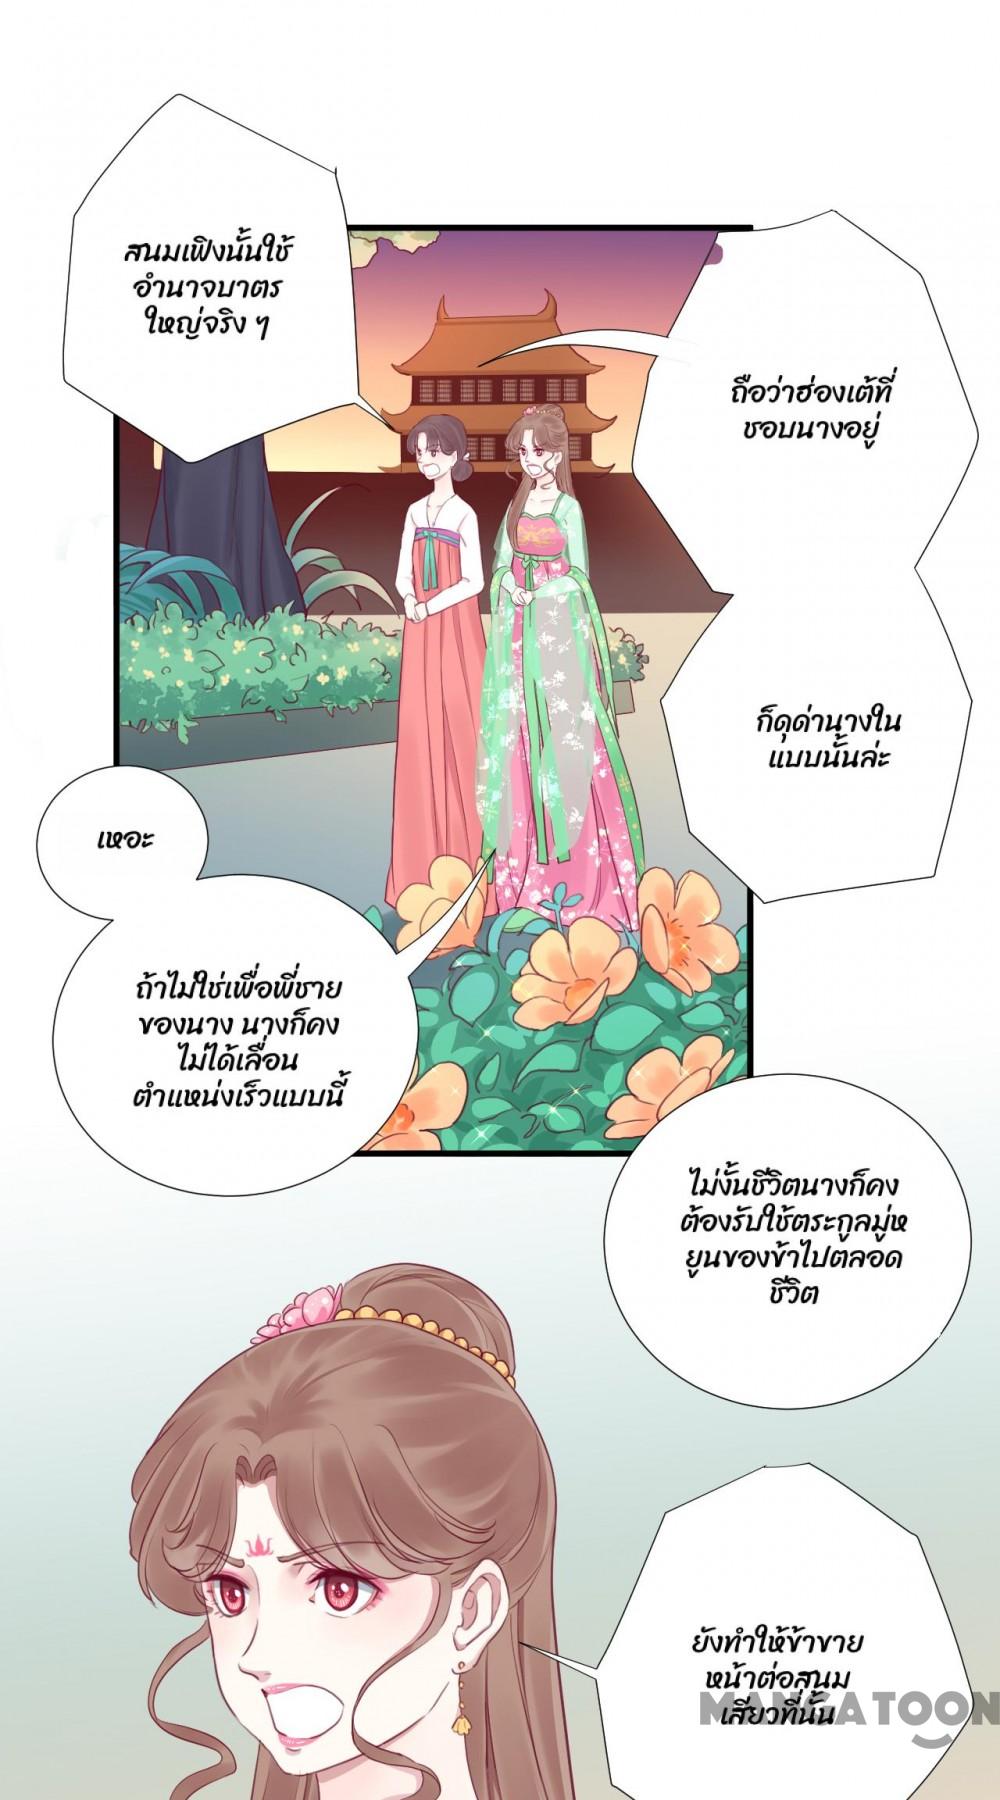 สนมเฟิงนั้นใช้
อำนาจบาตร
ใหญ่จริง ๆ
ถือว่าฮ่องเต้ที่
ชอบนางอยู่
ก็ดุด่านางใน
แบบนั้นล่ะ
เหอะ
ถ้าไม่ใช่เพื่อพี่ชาย
ของนาง นางก็คง
ไม่ได้เลื่อน
ตำแหน่งเร็วแบบนี้
ไม่งั้นชีวิตนางก็คง
ต้องรับใช้ตระกูลมู่ห
ยูนของข้าไปตลอด
ชีวิต
ยังทำให้ข้าขาย
หน้าต่อสนม
เสียวที่นั้น
MANGATOON